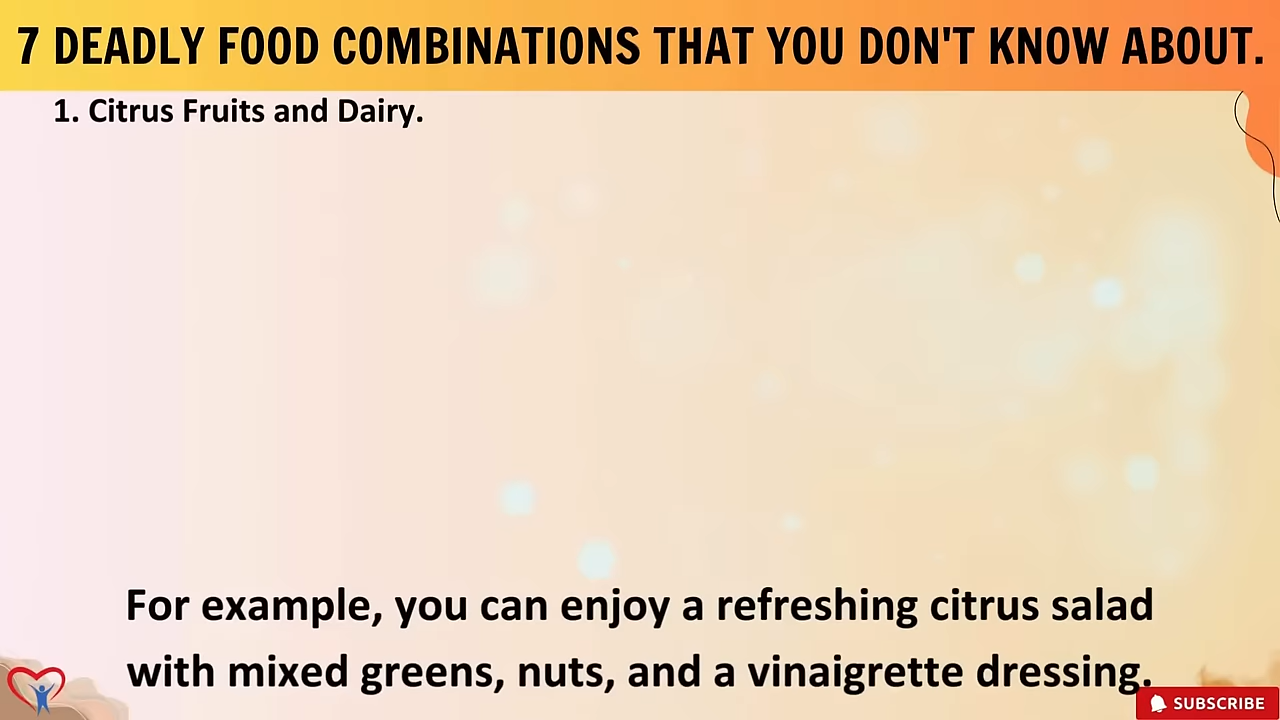 7 DEADLY FOOD COMBINATIONS THAT YOU DON'T KNOW ABOUT.
1. Citrus Fruits and Dairy.
For example, you can enjoy a refreshing citrus salad
with mixed greens, nuts, and a vinaigrette dressing.
SUBSCRIBE